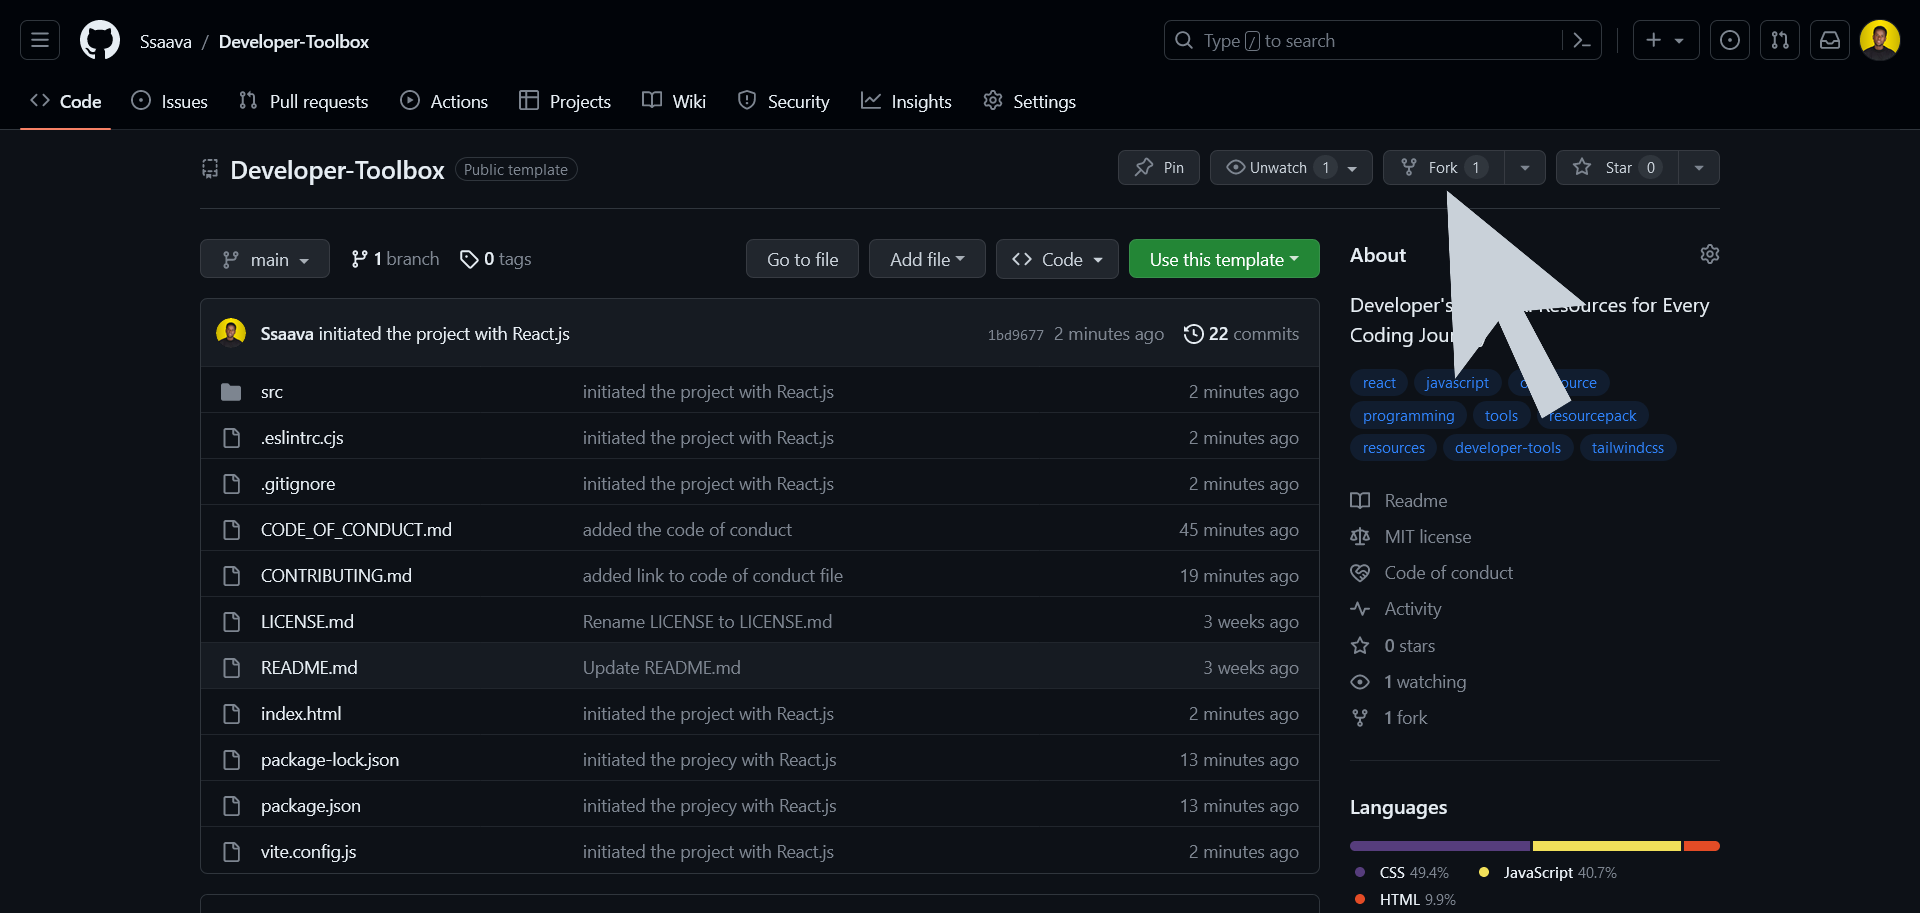 Ssaava / Developer-Toolbox
Type / to search
Code Issues Pull requests Actions Projects Wiki Security Insights Settings
Developer-Toolbox Public template
Pin Unwatch 1 Fork 1 Star 0
main 1 branch 0 tags Go to file Add file Code Use this template
Ssaava initiated the project with React.js 1bd9677 2 minutes ago 22 commits
src initiated the project with React.js 2 minutes ago
.eslintrc.cjs initiated the project with React.js 2 minutes ago
.gitignore initiated the project with React.js 2 minutes ago
CODE_OF_CONDUCT.md added the code of conduct 45 minutes ago
CONTRIBUTING.md added link to code of conduct file 19 minutes ago
LICENSE.md Rename LICENSE to LICENSE.md 3 weeks ago
README.md Update README.md 3 weeks ago
index.html initiated the project with React.js 2 minutes ago
package-lock.json initiated the projecy with React.js 13 minutes ago
package.json initiated the projecy with React.js 13 minutes ago
vite.config.js initiated the project with React.js 2 minutes ago
About
Developer's Resources for Every
Coding
react javascript
programming tools resourcepack
resources developer-tools tailwindcss
Readme
MIT license
Code of conduct
Activity
0 stars
1 watching
1 fork
Languages
CSS 49.4% JavaScript 40.7%
HTML 9.9%